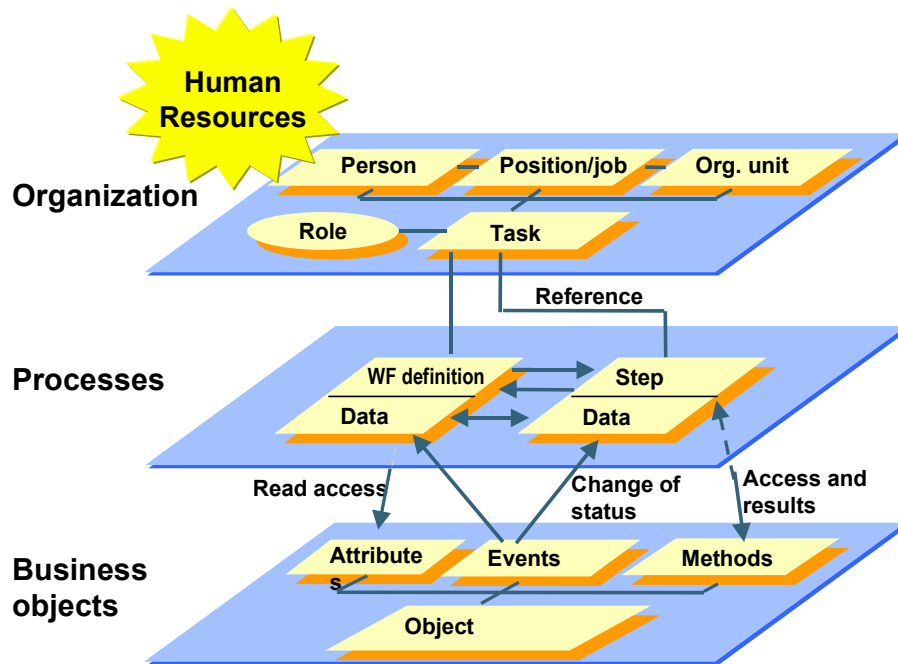 Human
Resources
Person
Position/job
Org. unit
Organization
Role
Task
Reference
Processes
WF definition
Step
Data
Data
Read access
Change of
status
Access and
results
Attribute
s
Events
Methods
Business
objects
Object